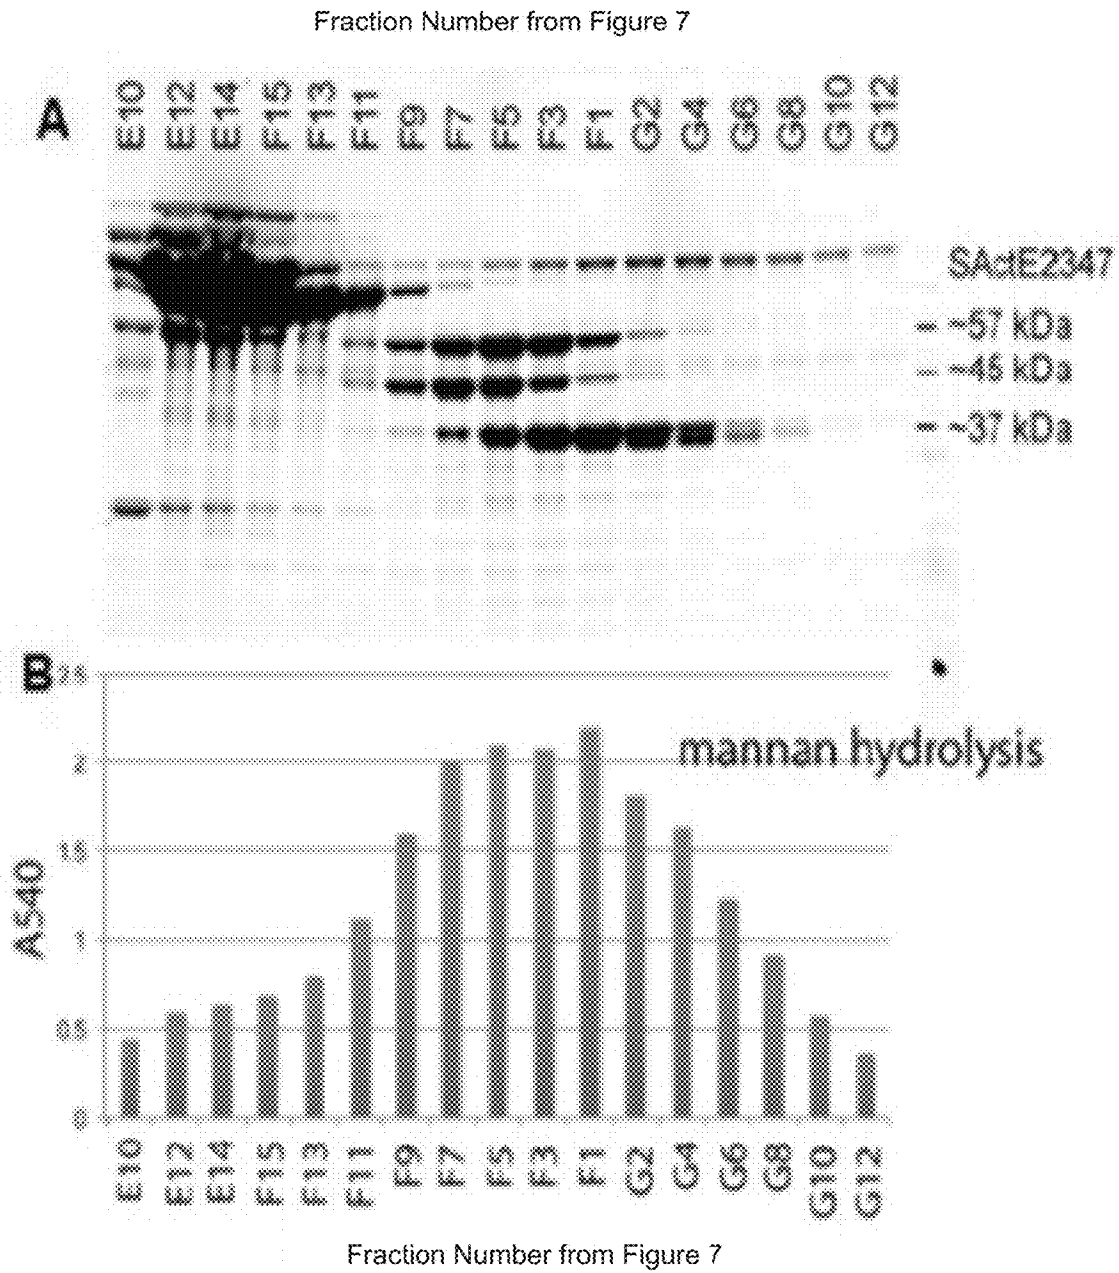 Fraction Number from Figure 7
A
E10 E12 E14 F15 F13 F11 F9 F7 F5 F3 F1 G2 G4 G6 G8 G10 G12
SActE2347
~57 kDa
~45 kDa
~37 kDa
B
2.5
mannan hydrolysis
2
1.5
A540
1
0.5
0
E10 E12 E14 F15 F13 F11 F9 F7 F5 F3 F1 G2 G4 G6 G8 G10 G12
Fraction Number from Figure 7